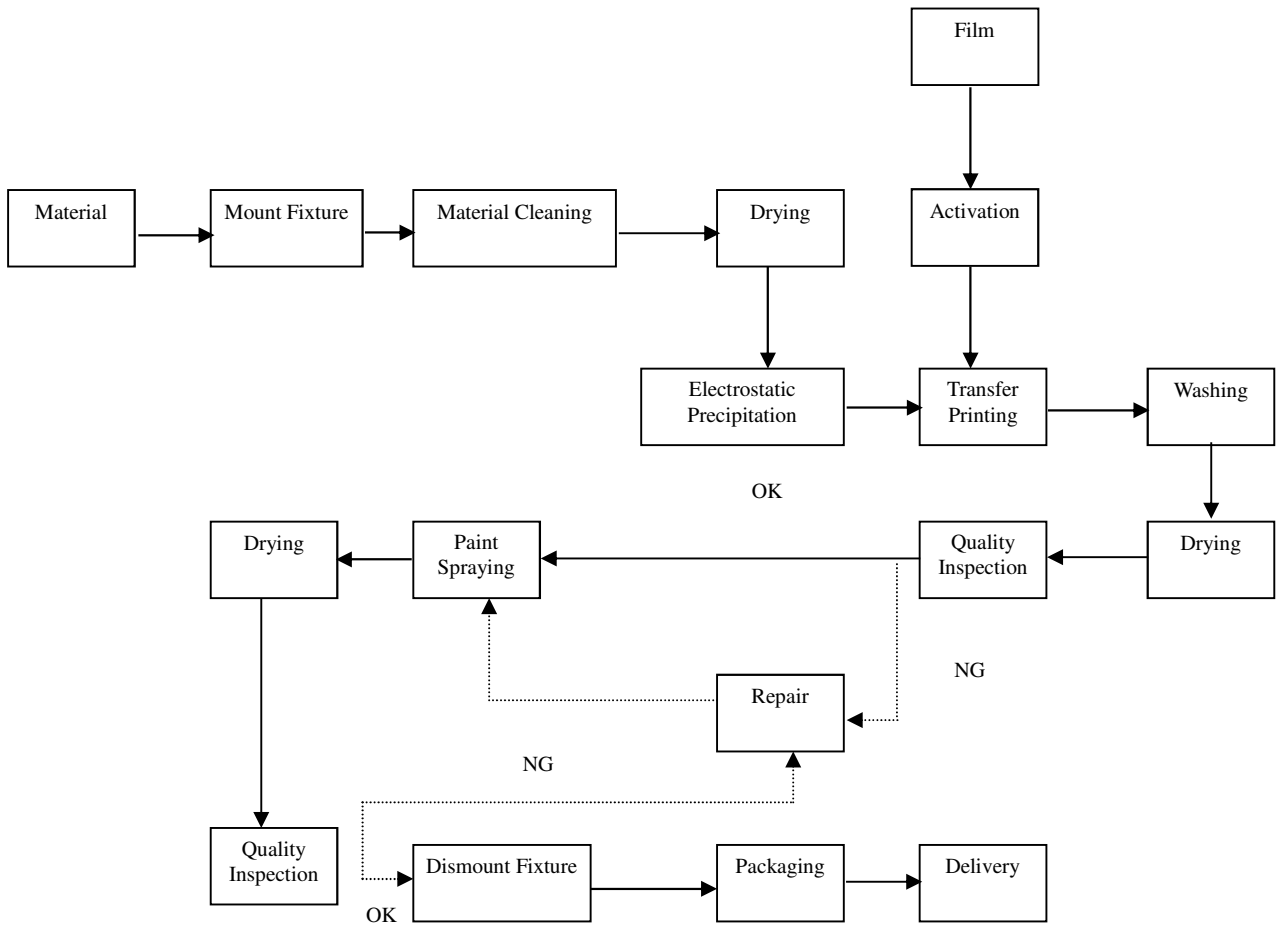 Film
Material
Mount Fixture
Material Cleaning
Drying
Activation
Electrostatic
Precipitation
Transfer
Printing
Washing
OK
Drying
Paint
Spraying
Quality
Inspection
Drying
NG
Repair
NG
Quality
Inspection
Dismount Fixture
Packaging
Delivery
OK